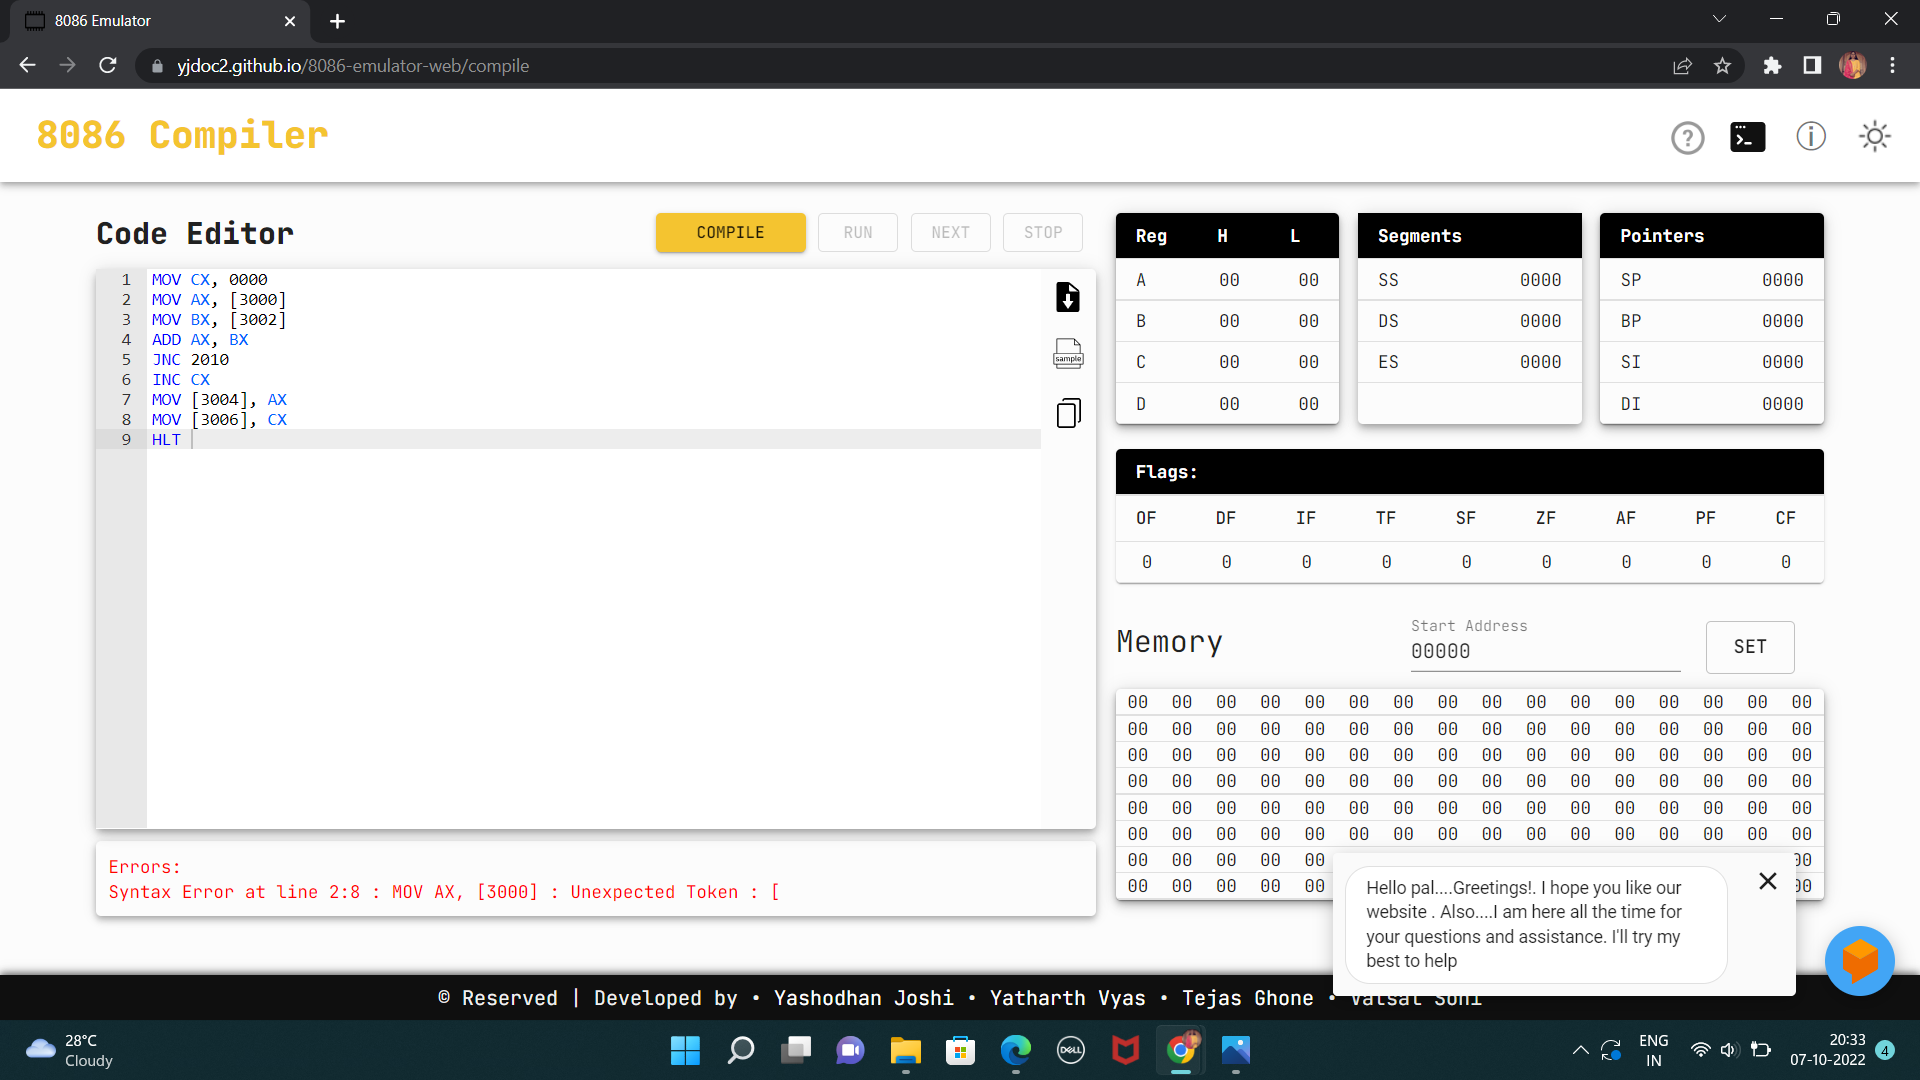 8086 Emulator
yjdoc2.github.io/8086-emulator-web/compile
8086 Compiler
Code Editor
COMPILE RUN NEXT STOP
1 MOV CX, 0000
2 MOV AX, [3000]
3 MOV BX, [3002]
4 ADD AX, BX
5 JNC 2010
6 INC CX
7 MOV [3004], AX
8 MOV [3006], CX
9 HLT
sample
Errors:
Syntax Error at line 2:8 : MOV AX, [3000] : Unexpected Token : [
Reg H L
A 00 00
B 00 00
C 00 00
D 00 00
Segments
SS 0000
DS 0000
ES 0000
Pointers
SP 0000
BP 0000
SI 0000
DI 0000
Flags:
OF DF IF TF SF ZF AF PF CF
0 0 0 0 0 0 0 0 0
Memory
Start Address
00000
SET
00 00 00 00 00 00 00 00 00 00 00 00 00 00 00 00
00 00 00 00 00 00 00 00 00 00 00 00 00 00 00 00
00 00 00 00 00 00 00 00 00 00 00 00 00 00 00 00
00 00 00 00 00 00 00 00 00 00 00 00 00 00 00 00
00 00 00 00 00 00 00 00 00 00 00 00 00 00 00 00
00 00 00 00 00 00 00 00 00 00 00 00 00 00 00 00
00 00 00 00 00 00
00 00 00 00 00 00
Hello pal....Greetings!. I hope you like our
website . Also....I am here all the time for
your questions and assistance. I'll try my
best to help
© Reserved | Developed by • Yashodhan Joshi • Yatharth Vyas • Tejas Ghone • Vatsal Soni
28°C
Cloudy
DELL
ENG
IN
20:33
07-10-2022
4